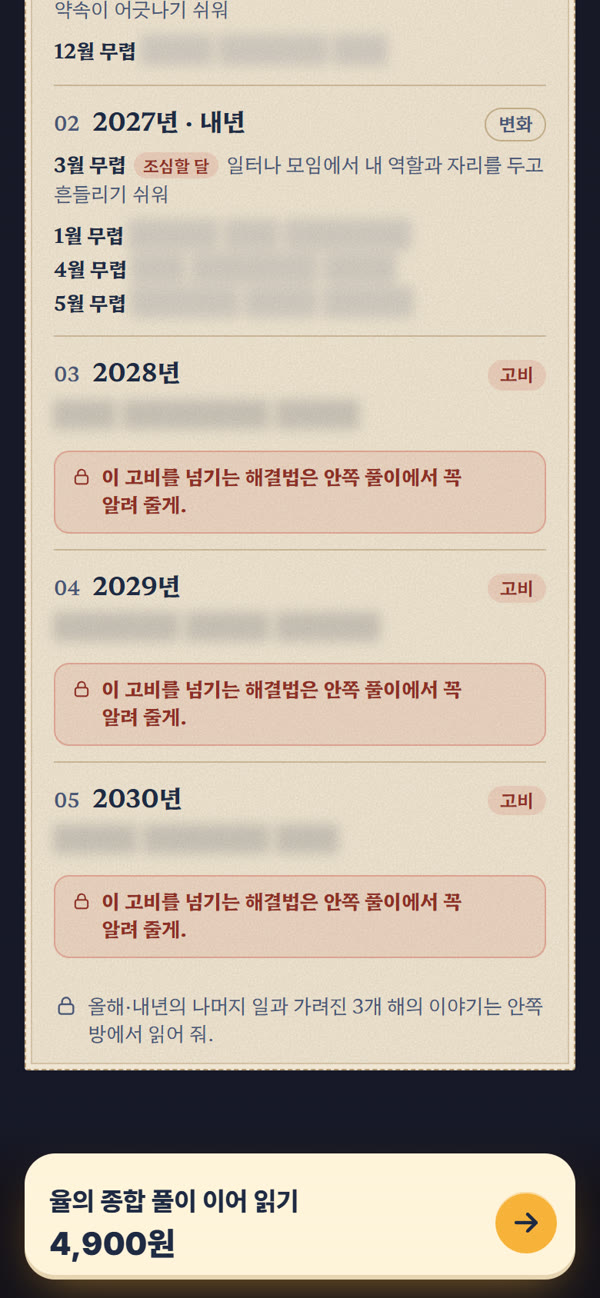 약속이 어긋나기 쉬워
12월 무렵
02 2027년 · 내년 변화
3월 무렵 조심할 달 일터나 모임에서 내 역할과 자리를 두고
흔들리기 쉬워
1월 무렵
4월 무렵
5월 무렵
03 2028년 고비
이 고비를 넘기는 해결법은 안쪽 풀이에서 꼭
알려 줄게.
04 2029년 고비
이 고비를 넘기는 해결법은 안쪽 풀이에서 꼭
알려 줄게.
05 2030년 고비
이 고비를 넘기는 해결법은 안쪽 풀이에서 꼭
알려 줄게.
올해·내년의 나머지 일과 가려진 3개 해의 이야기는 안쪽
방에서 읽어 줘.
율의 종합 풀이 이어 읽기
4,900원